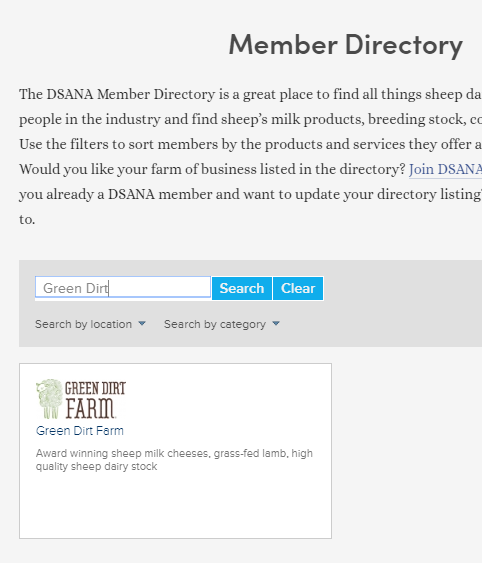 Member Directory
The DSANA Member Directory is a great place to find all things sheep da
people in the industry and find sheep’s milk products, breeding stock, co
Use the filters to sort members by the products and services they offer a
Would you like your farm of business listed in the directory? Join DSANA
you already a DSANA member and want to update your directory listing?
to.
Green Dirt Search Clear
Search by location Search by category
GREEN DIRT
FARM
Green Dirt Farm
Award winning sheep milk cheeses, grass-fed lamb, high
quality sheep dairy stock